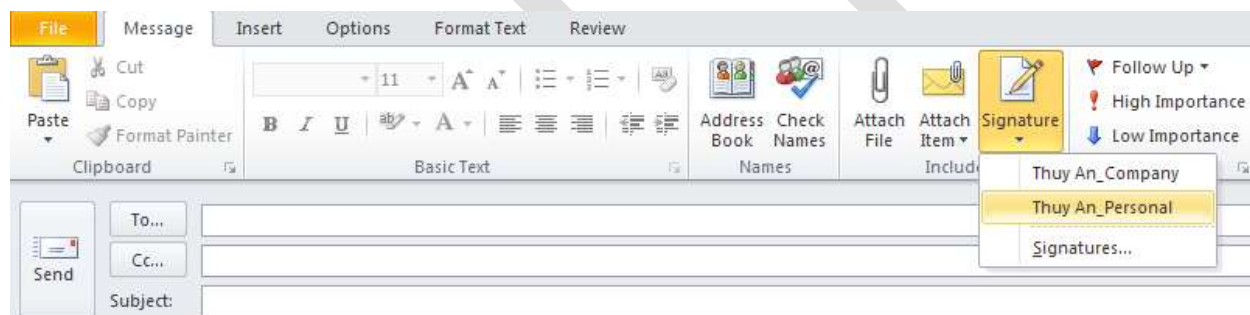 File Message Insert Options Format Text Review
Paste
Cut
Copy
Format Painter
Clipboard
11
B I U
Basic Text
Address Book
Check Names
Names
Attach File
Attach Item
Signature
Includ
Follow Up
High Importance
Low Importance
Thuy An_Company
Thuy An_Personal
Signatures...
Send
To...
Cc...
Subject: